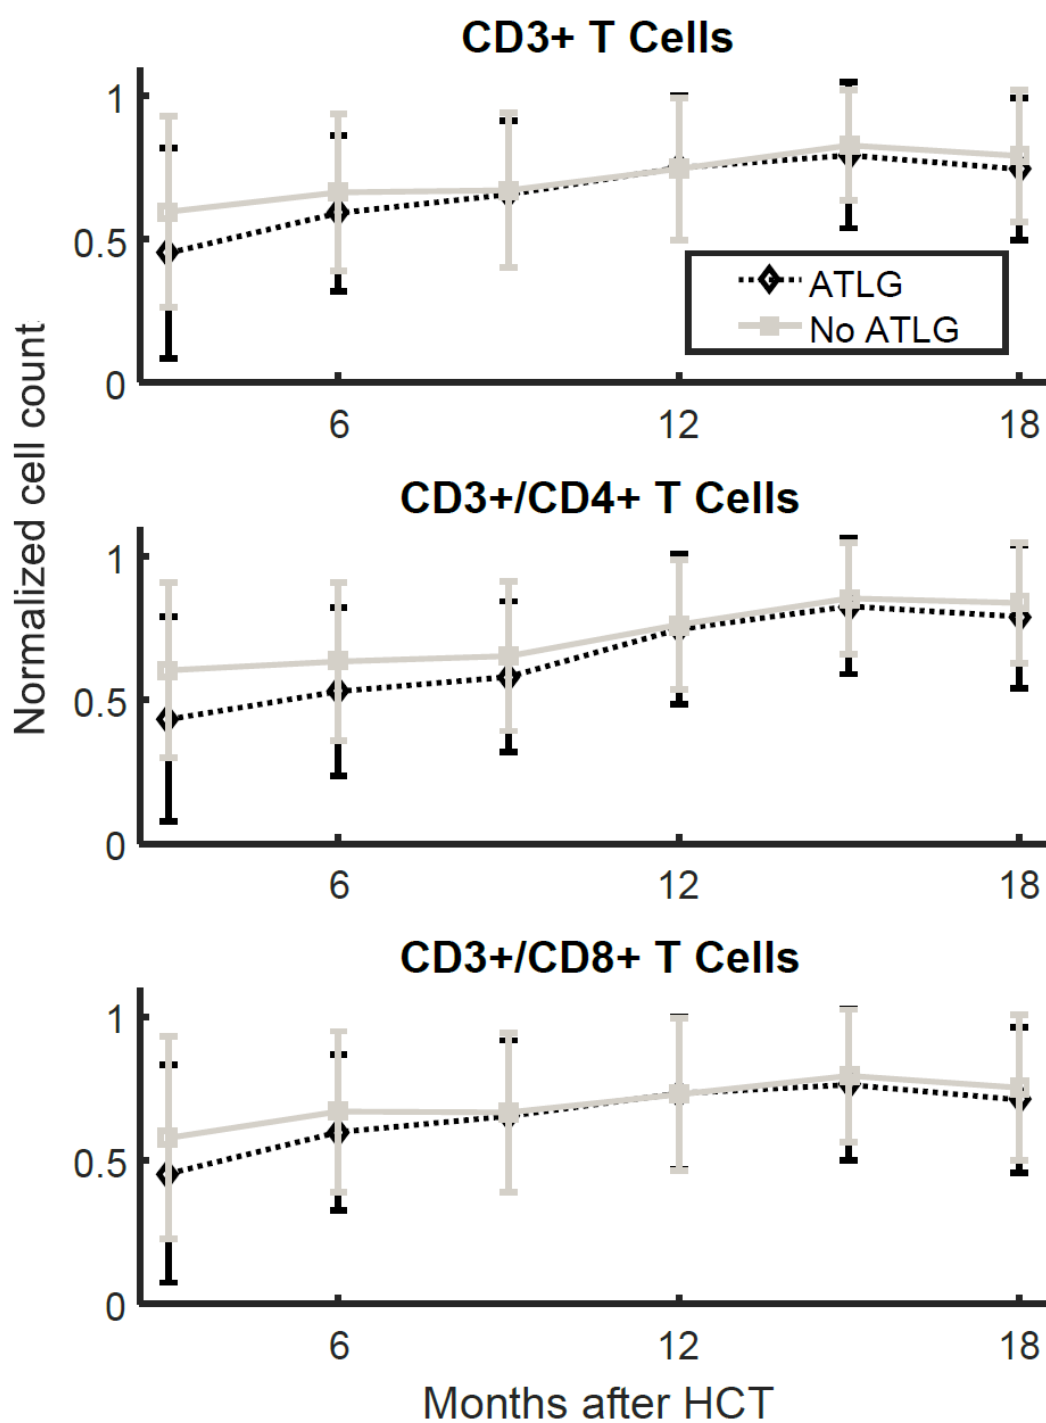 CD3+ T Cells
1
0.5
0
ATLG
No ATLG
6 12 18
Normalized cell count
CD3+/CD4+ T Cells
1
0.5
0
6 12 18
CD3+/CD8+ T Cells
1
0.5
0
6 12 18
Months after HCT